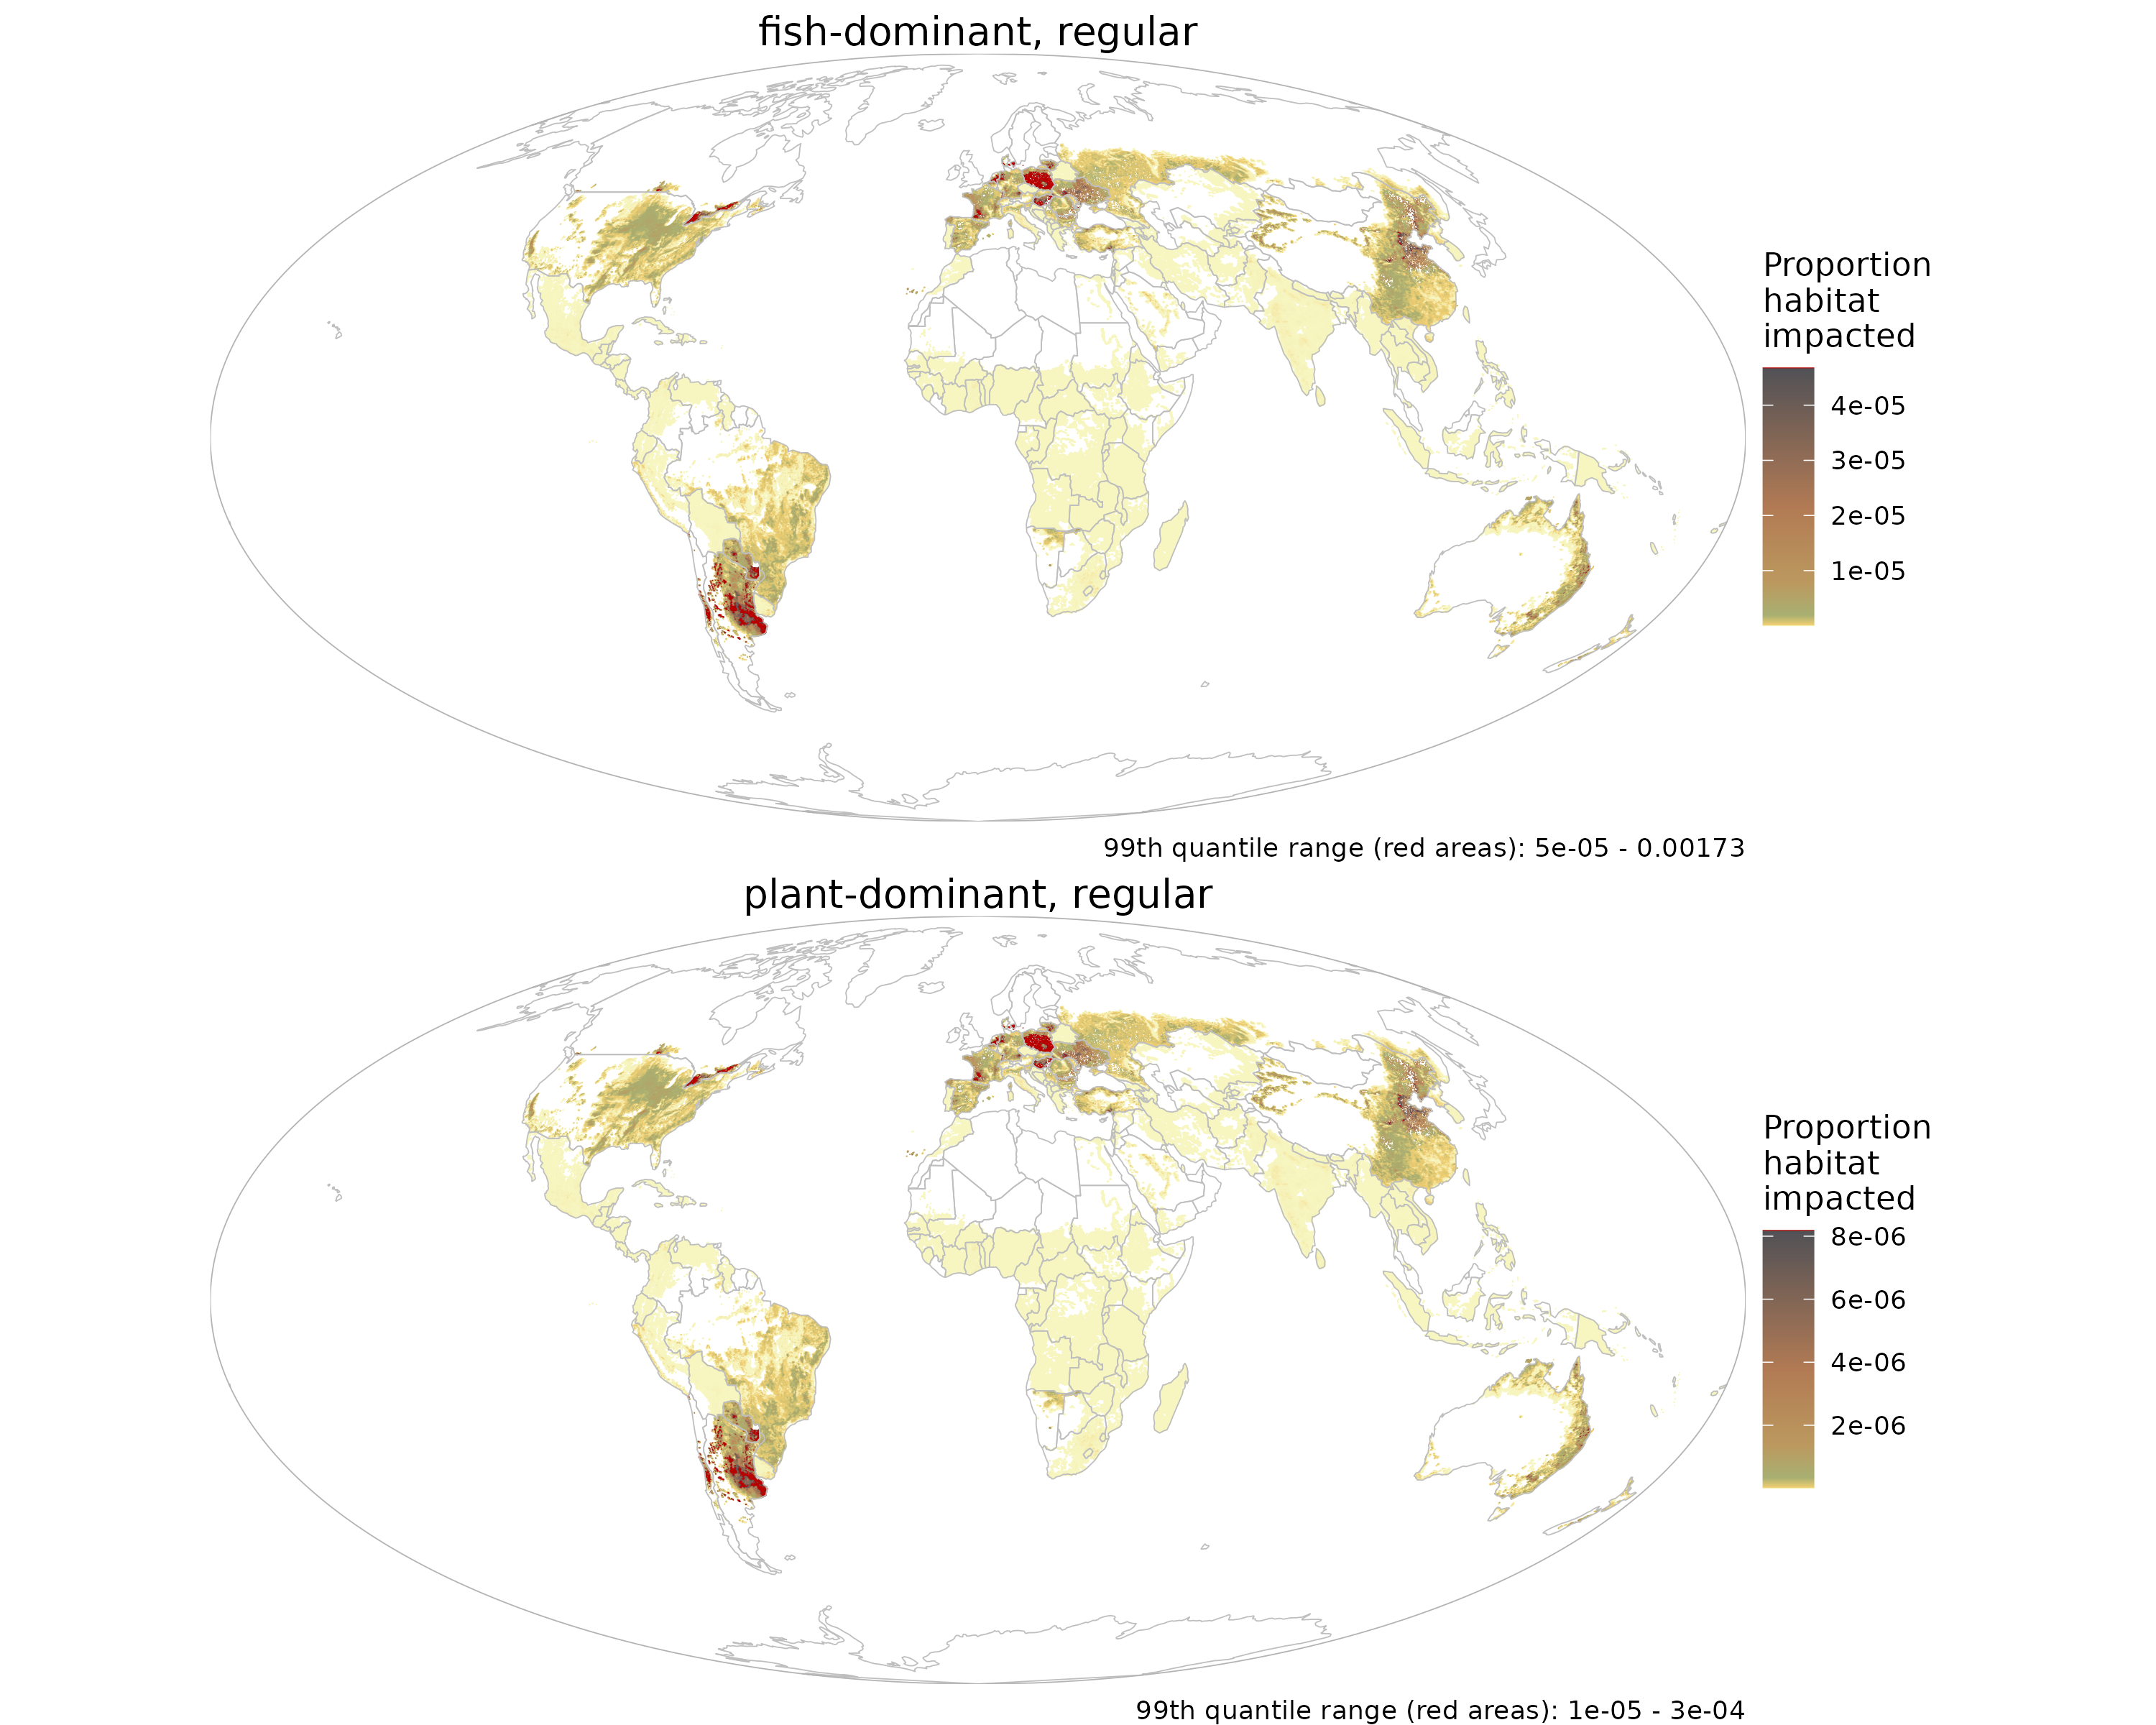 fish-dominant, regular
Proportion
habitat
impacted
4e-05
3e-05
2e-05
1e-05
99th quantile range (red areas): 5e-05 - 0.00173
plant-dominant, regular
Proportion
habitat
impacted
8e-06
6e-06
4e-06
2e-06
99th quantile range (red areas): 1e-05 - 3e-04